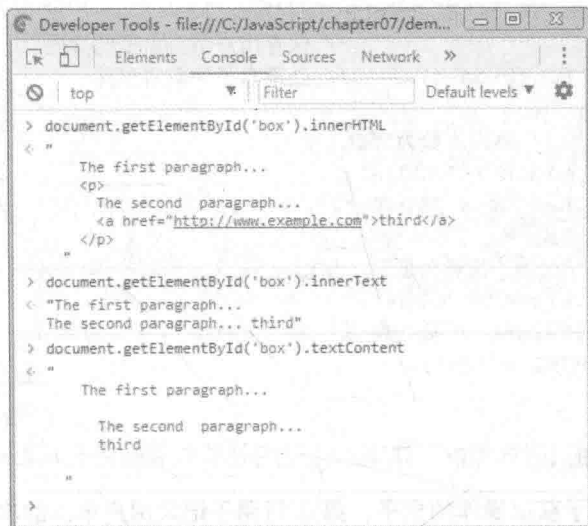 Developer Tools - file:///C:/JavaScript/chapter07/dem...
Elements Console Sources Network »
top ▼ Filter Default levels ▼
> document.getElementById('box').innerHTML
< "
The first paragraph...
<p>
The second  paragraph...
<a href="http://www.example.com">third</a>
</p>
"
> document.getElementById('box').innerText
< "The first paragraph...
The second paragraph... third"
> document.getElementById('box').textContent
< "
The first paragraph...
The second  paragraph...
third
"
>